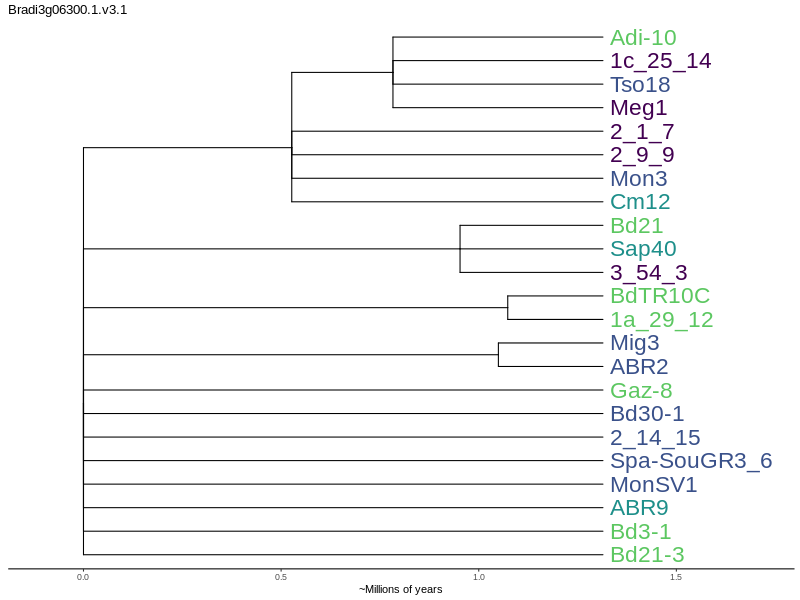 Bradi3g06300.1.v3.1
Adi-10
1c_25_14
Tso18
Meg1
2_1_7
2_9_9
Mon3
Cm12
Bd21
Sap40
3_54_3
BdTR10C
1a_29_12
Mig3
ABR2
Gaz-8
Bd30-1
2_14_15
Spa-SouGR3_6
MonSV1
ABR9
Bd3-1
Bd21-3
0.0 0.5 1.0 1.5
~Millions of years